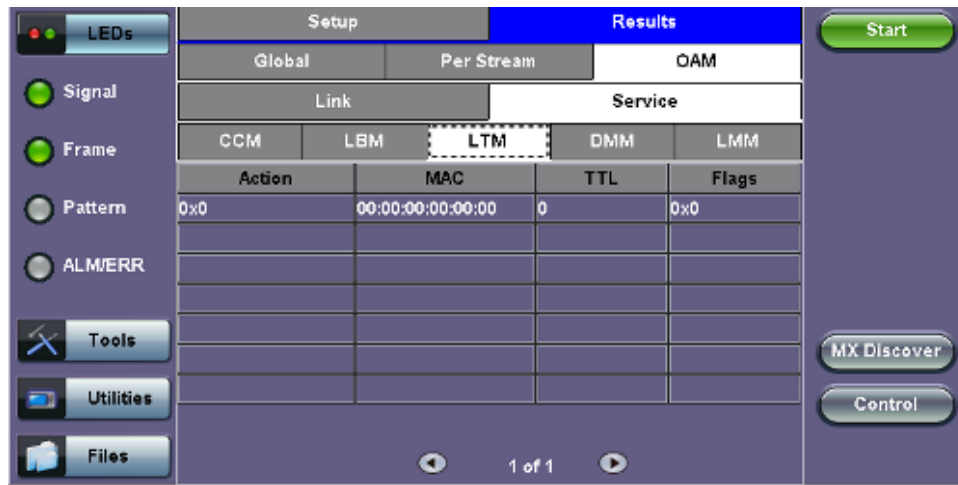 LEDs Setup Results Start
Global Per Stream OAM
Signal Link Service
Frame CCM LBM LTM DMM LMM
Action MAC TTL Flags
Pattern 0x0 00:00:00:00:00:00 0 0x0
ALM/ERR
Tools MX Discover
Utilities Control
Files 1 of 1